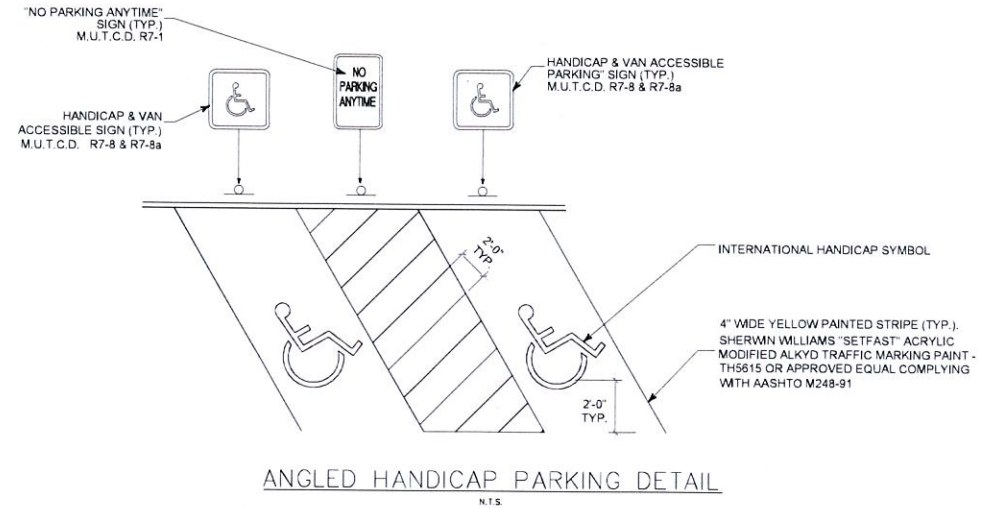 "NO PARKING ANYTIME"
SIGN (TYP.)
M.U.T.C.D. R7-1
NO
PARKING
ANYTIME
HANDICAP & VAN ACCESSIBLE
PARKING" SIGN (TYP.)
M.U.T.C.D. R7-8 & R7-8a
HANDICAP & VAN
ACCESSIBLE SIGN (TYP.)
M.U.T.C.D. R7-8 & R7-8a
2'-0"
TYP
INTERNATIONAL HANDICAP SYMBOL
4" WIDE YELLOW PAINTED STRIPE (TYP.).
SHERWIN WILLIAMS "SETFAST" ACRYLIC
MODIFIED ALKYD TRAFFIC MARKING PAINT -
TH5615 OR APPROVED EQUAL COMPLYING
WITH AASHTO M248-91
2'-0"
TYP.
ANGLED HANDICAP PARKING DETAIL
N.T.S.